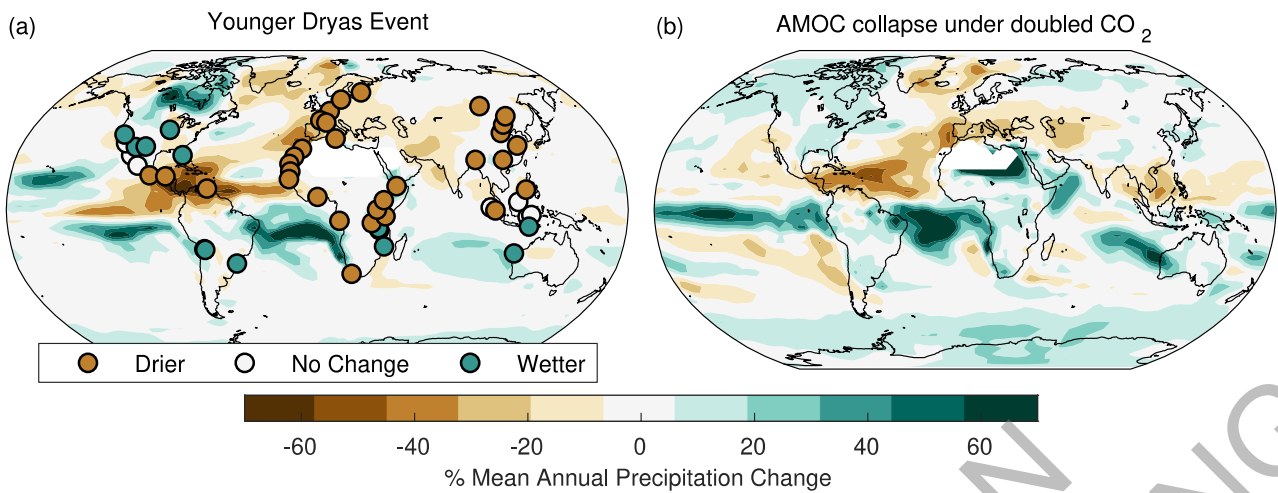 (a) Younger Dryas Event
(b) AMOC collapse under doubled CO 2
Drier No Change Wetter
-60 -40 -20 0 20 40 60
% Mean Annual Precipitation Change